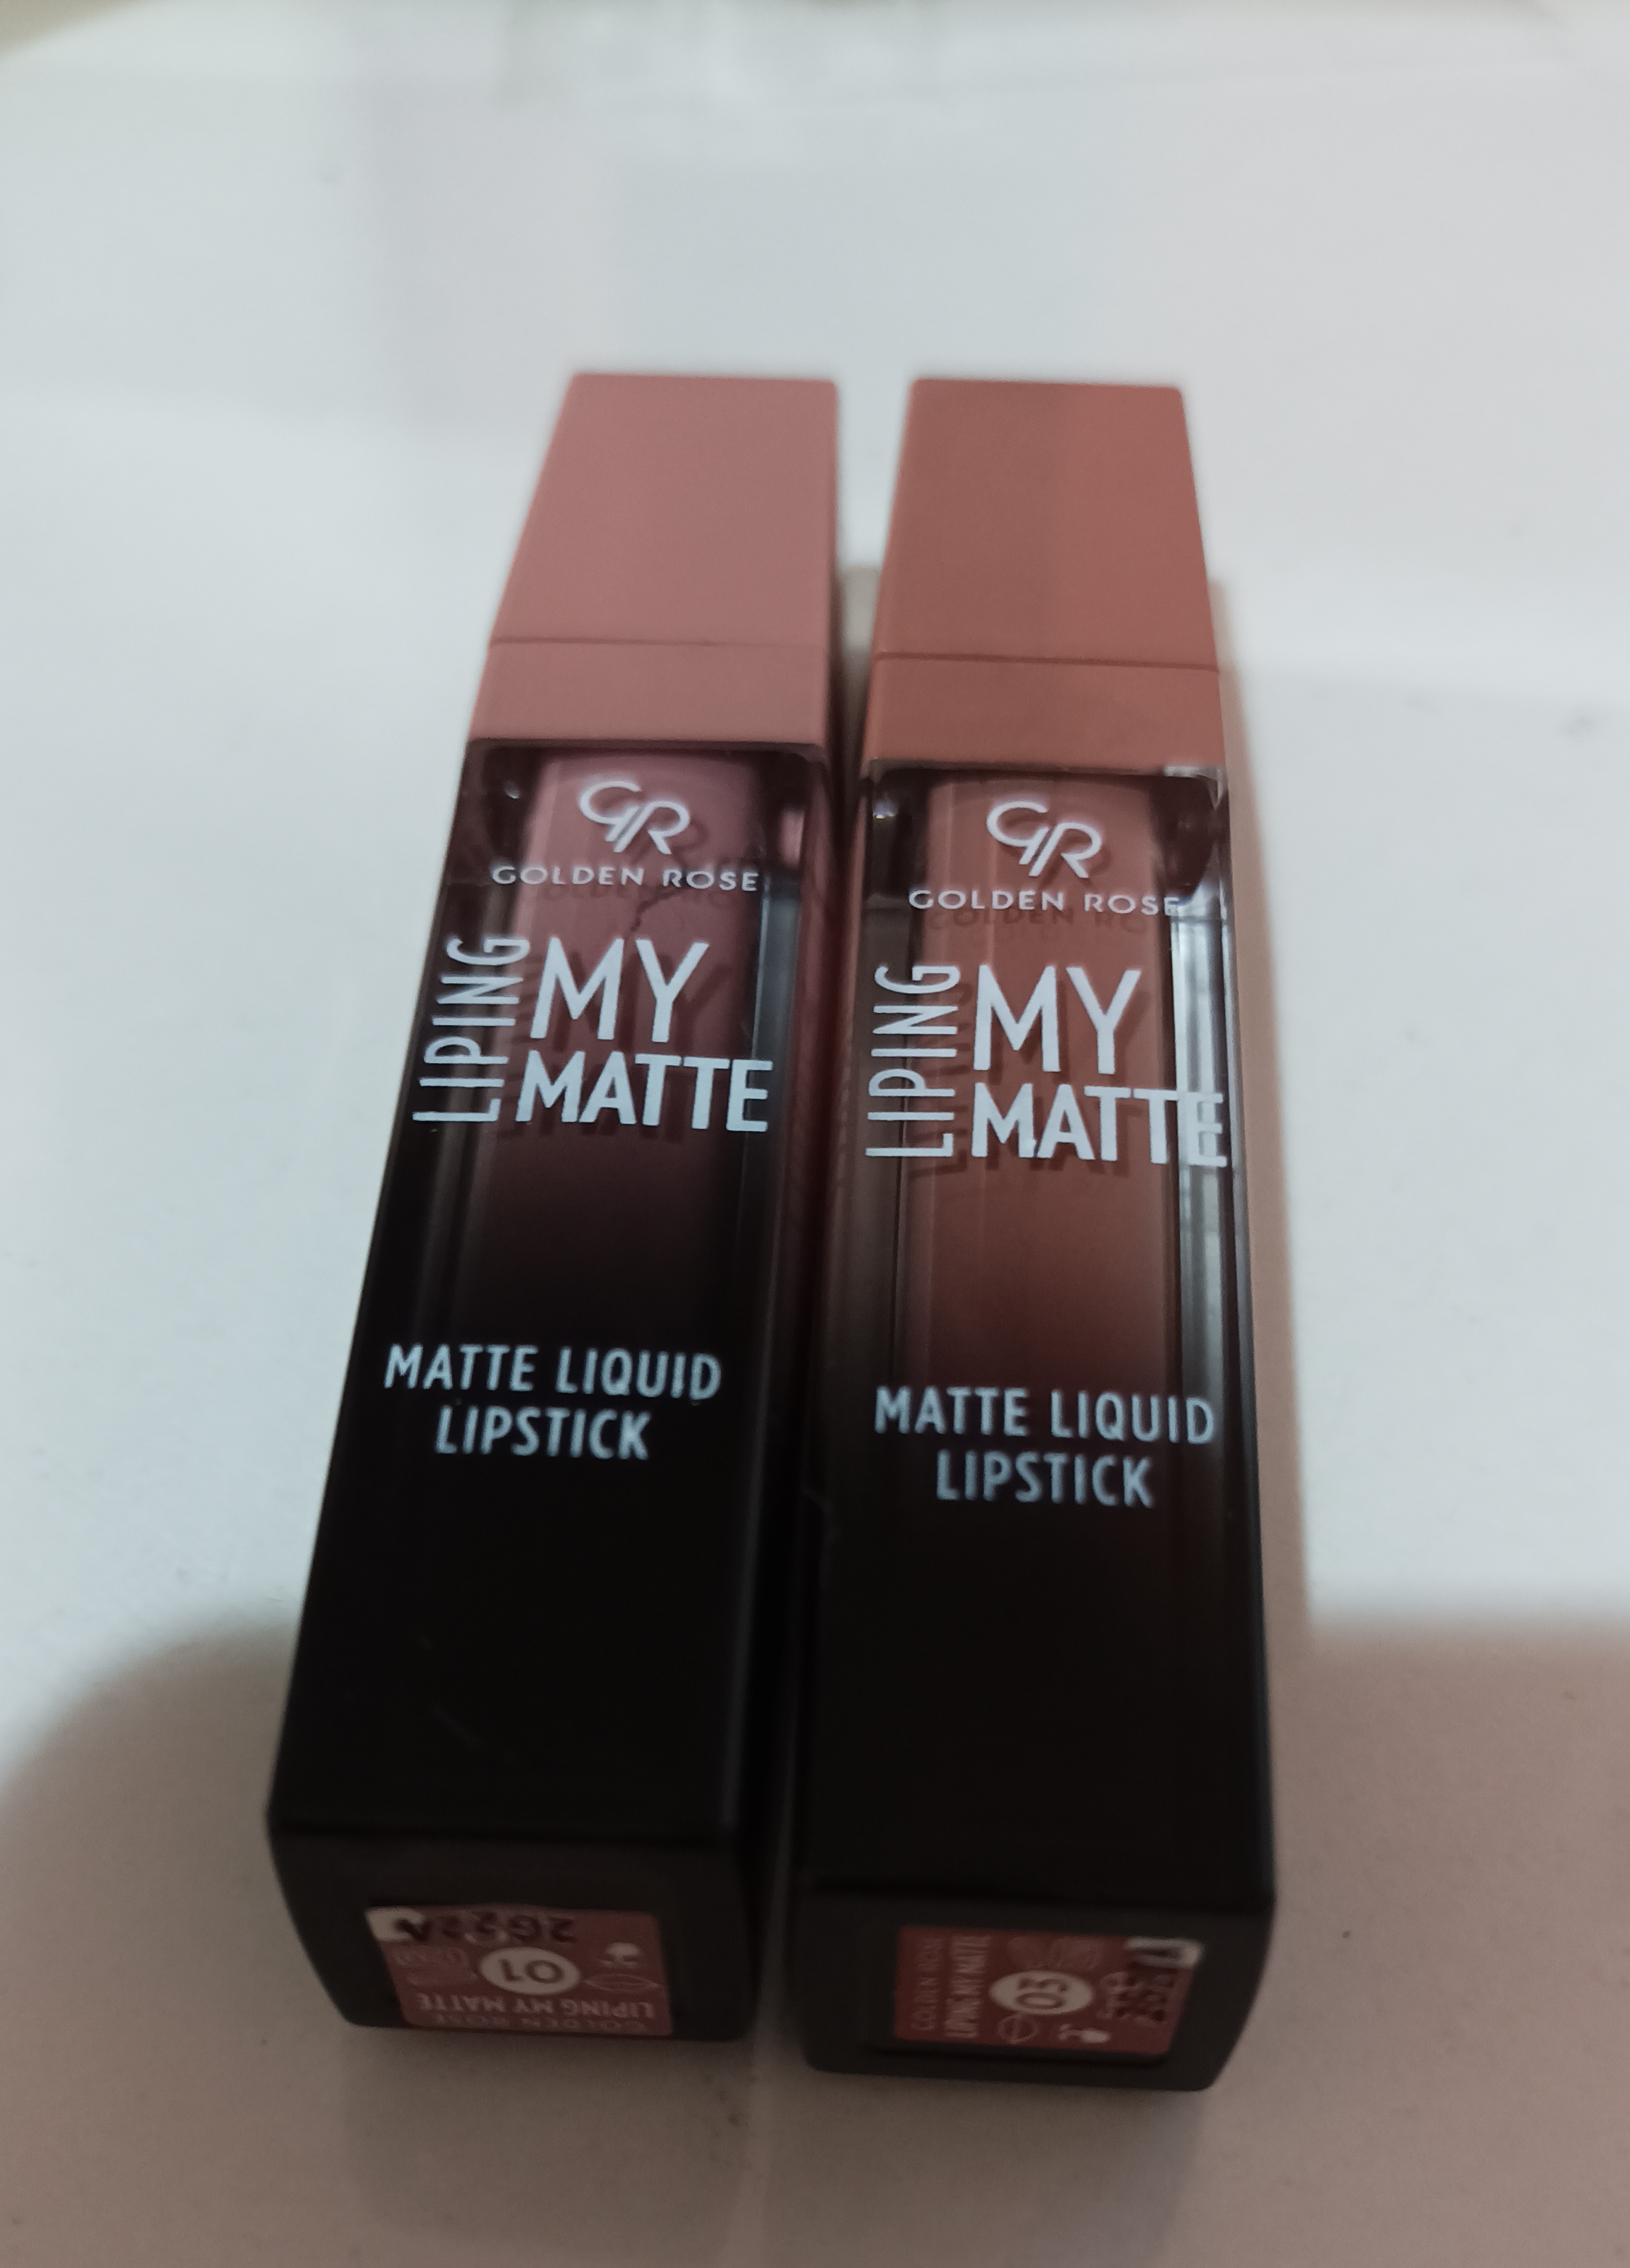 GR
GOLDEN ROSE
LIPING
MY
MATTE
MATTE LIQUID
LIPSTICK
01
LIPING MY MATTE
GOLDEN ROSE
GR
GOLDEN ROSE
LIPING
MY
MATTE
MATTE LIQUID
LIPSTICK
GOLDEN ROSE
LIPING MY MATTE
03